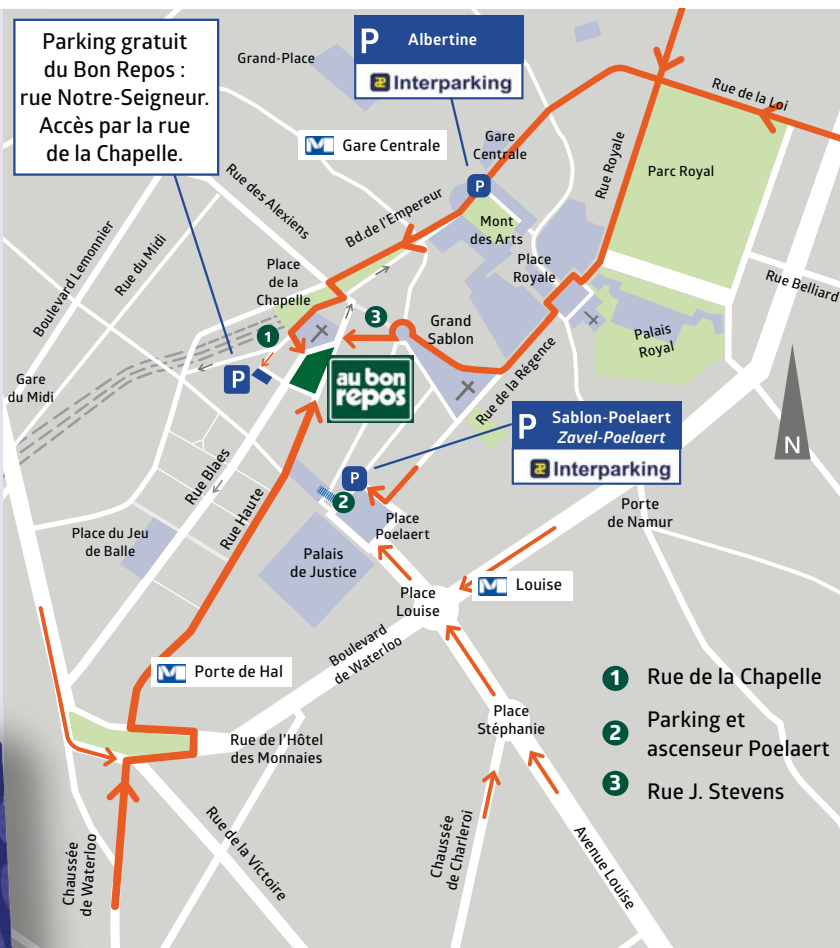 Parking gratuit
du Bon Repos :
rue Notre-Seigneur.
Accès par la rue
de la Chapelle.
Grand-Place
P Albertine
Interparking
Rue de la Loi
M Gare Centrale
Gare
Centrale
P
Rue Royale
Parc Royal
Rue des Alexiens
Bd.de l'Empereur
Mont
des Arts
Place
Royale
Boulevard Lemonnier
Rue du Midi
Place
de la
Chapelle
Rue Belliard
3
Grand
Sablon
Palais
Royal
1
Gare
du Midi
P
au bon
repos
Rue de la Régence
N
P Sablon-Poelaert
Zavel-Poelaert
Interparking
Rue Blaes
Rue Haute
P
2
Place
Poelaert
Porte
de Namur
Place du Jeu
de Balle
Palais
de Justice
M Louise
Place
Louise
Boulevard
de Waterloo
M Porte de Hal
1 Rue de la Chapelle
2 Parking et
ascenseur Poelaert
3 Rue J. Stevens
Place
Stéphanie
Rue de l'Hôtel
des Monnaies
Chaussée
de Waterloo
Rue de la Victoire
Chaussée
de Charleroi
Avenue Louise